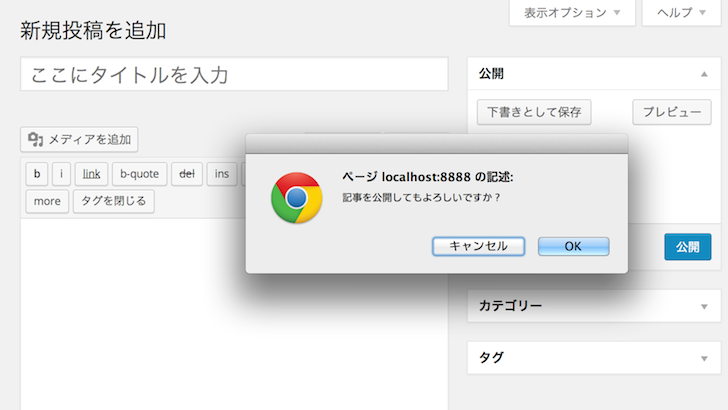 表示オプション
ヘルプ
新規投稿を追加
ここにタイトルを入力
公開
下書きとして保存
プレビュー
メディアを追加
b
i
link
b-quote
del
ins
more
タグを閉じる
ページ localhost:8888 の記述:
記事を公開してもよろしいですか？
キャンセル
OK
公開
カテゴリー
タグ